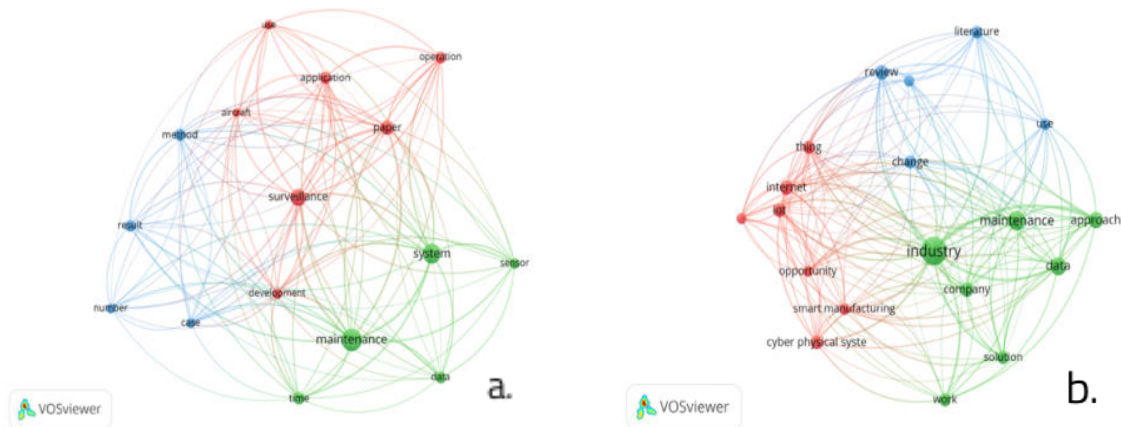 use
operation
application
aircraft
paper
method
surveillance
result
system
sensor
development
number
case
maintenance
data
time
a.
VOSviewer
literature
review
use
thing
change
internet
iot
maintenance
approach
industry
data
opportunity
company
smart manufacturing
cyber physical syste
solution
work
b.
VOSviewer